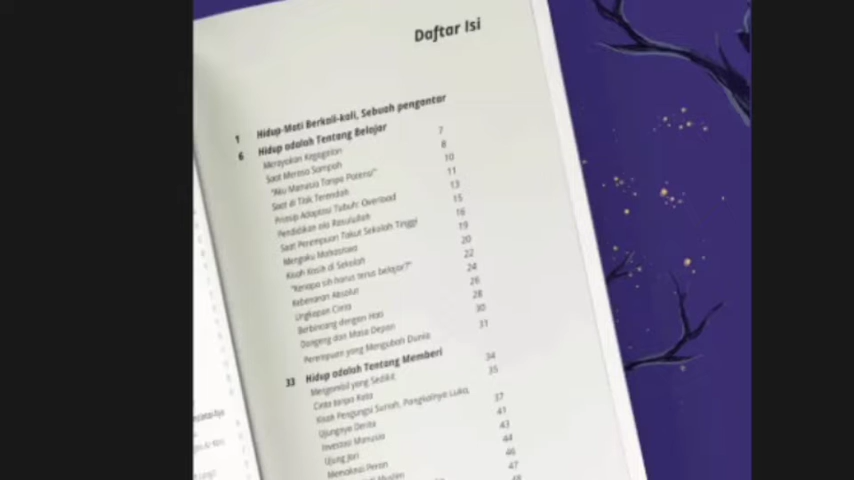 Daftar Isi
1 Hidup-Mati Berkali-kali, Sebuah pengantar
6 Hidup adalah Tentang Belajar
Merayakan Kegagalan 7
Saat Merasa Sampah 8
"Aku Manusia Tanpa Potensi" 10
Saat di Titik Terendah 11
Prinsip Adaptasi Tubuh: Overload 13
Pendidikan ala Rasulullah 15
Saat Perempuan Takut Sekolah Tinggi 16
Mengaku Mahasiswa 19
Kisah Kasih di Sekolah 20
"Kenapa sih harus terus belajar?" 22
Kebenaran Absolut 24
Ungkapan Cinta 26
Berbincang dengan Hati 28
Dongeng dan Masa Depan 30
Perempuan yang Mengubah Dunia 31
33 Hidup adalah Tentang Memberi
Mengambil yang Sedikit 34
Cinta tanpa Kata 35
Kisah Pengungsi Suriah, Pangkalnya Luka,
Ujungnya Derita 37
Investasi Manusia 41
Ujung Jari 43
Memaknai Peran 44
46
47